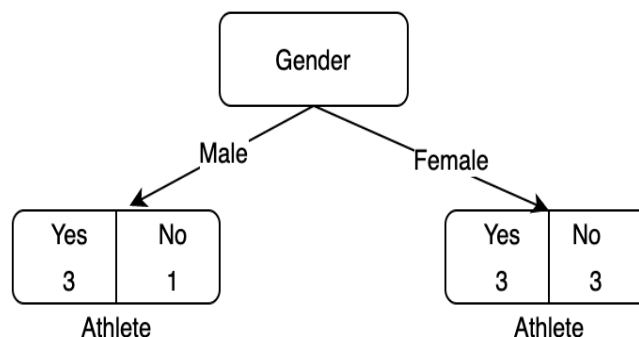 Gender
Male
Female
Yes No
3 1
Athlete
Yes No
3 3
Athlete